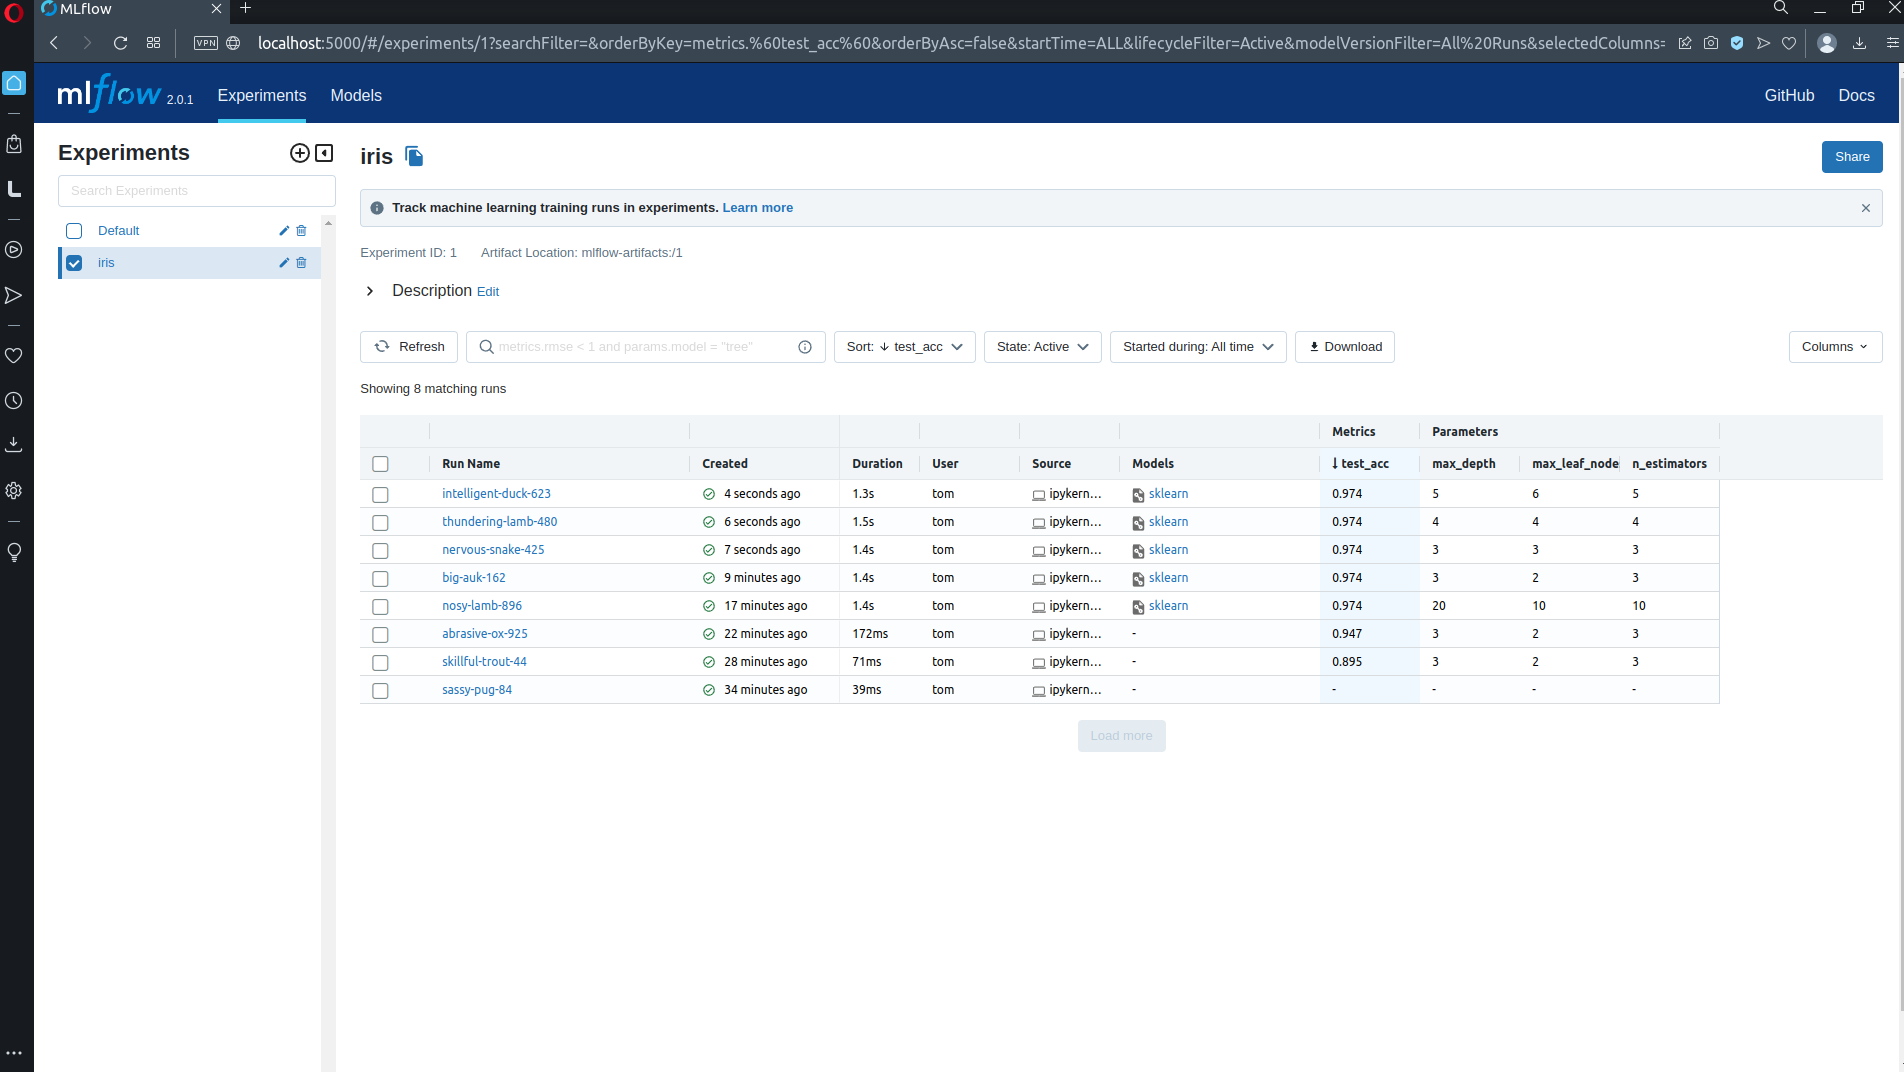 MLflow
VPN
localhost:5000/#/experiments/1?searchFilter=&orderByKey=metrics.%60test_acc%60&orderByAsc=false&startTime=ALL&lifecycleFilter=Active&modelVersionFilter=All%20Runs&selectedColumns=
mlflow 2.0.1 Experiments Models GitHub Docs
Experiments
Search Experiments
Default
iris
iris
Share
Track machine learning training runs in experiments. Learn more
Experiment ID: 1 Artifact Location: mlflow-artifacts:/1
Description Edit
Refresh metrics.rmse < 1 and params.model = "tree" Sort: ↓ test_acc State: Active Started during: All time Download Columns
Showing 8 matching runs
Metrics Parameters
Run Name Created Duration User Source Models ↓ test_acc max_depth max_leaf_node n_estimators
intelligent-duck-623 4 seconds ago 1.3s tom ipykern... sklearn 0.974 5 6 5
thundering-lamb-480 6 seconds ago 1.5s tom ipykern... sklearn 0.974 4 4 4
nervous-snake-425 7 seconds ago 1.4s tom ipykern... sklearn 0.974 3 3 3
big-auk-162 9 minutes ago 1.4s tom ipykern... sklearn 0.974 3 2 3
nosy-lamb-896 17 minutes ago 1.4s tom ipykern... sklearn 0.974 20 10 10
abrasive-ox-925 22 minutes ago 172ms tom ipykern... - 0.947 3 2 3
skillful-trout-44 28 minutes ago 71ms tom ipykern... - 0.895 3 2 3
sassy-pug-84 34 minutes ago 39ms tom ipykern... - - - - -
Load more